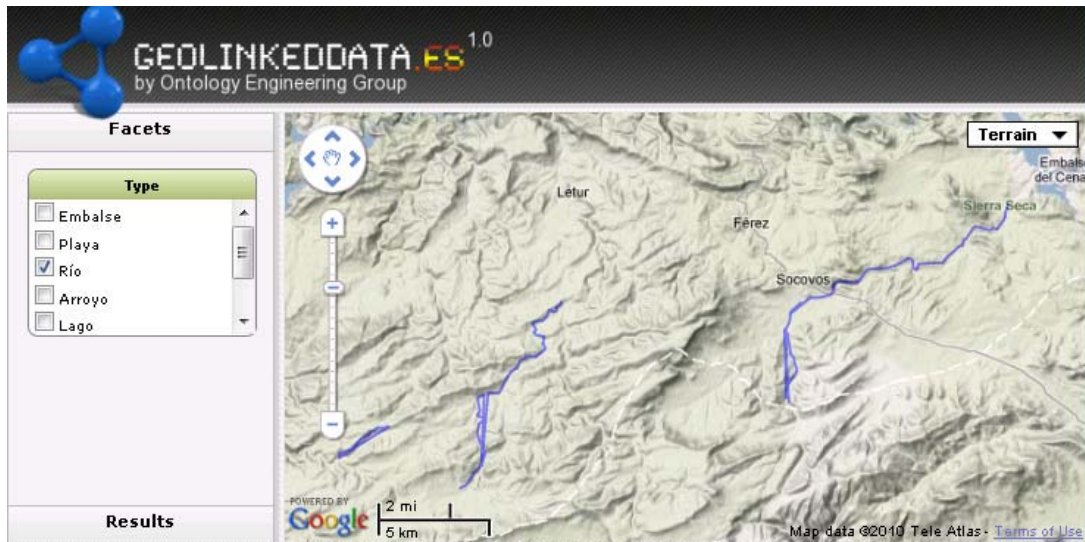 GEOLINKEDDATA.ES 1.0
by Ontology Engineering Group
Facets
Type
Embalse
Playa
Río
Arroyo
Lago
Results
Terrain
Embalse
del Cena
Sierra Seca
Létur
Férez
Socovos
POWERED BY
Google
2 mi
5 km
Map data ©2010 Tele Atlas - Terms of Use